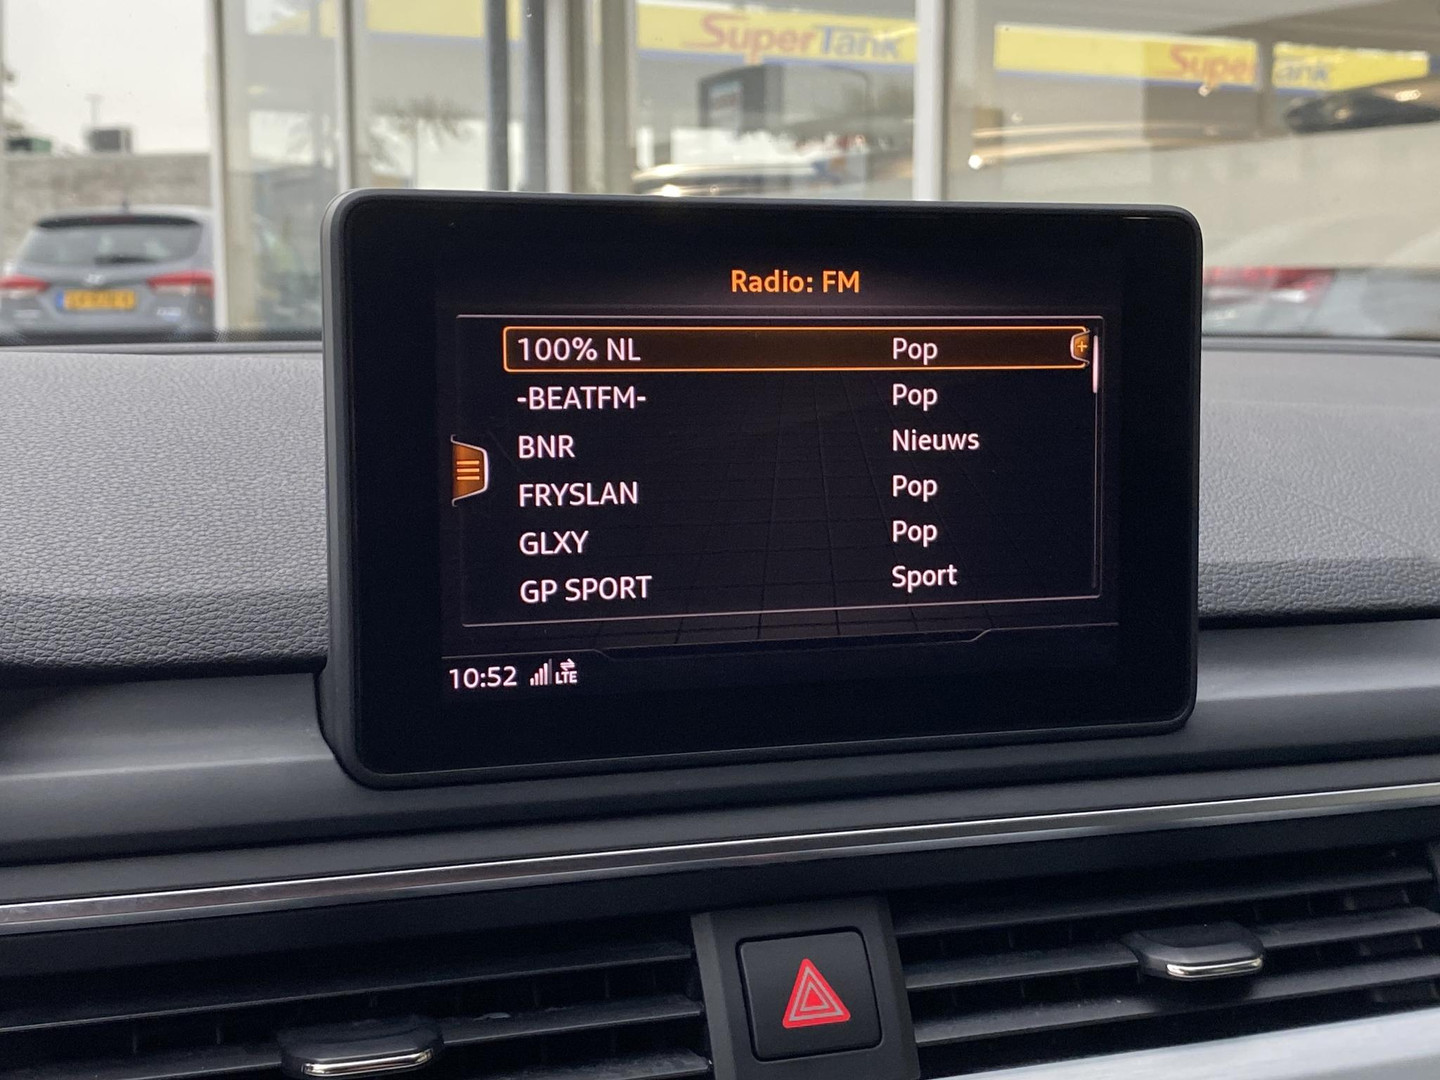 SuperTank
SuperTank
Radio: FM
100% NL Pop
-BEATFM- Pop
BNR Nieuws
FRYSLAN Pop
GLXY Pop
GP SPORT Sport
10:52 LTE